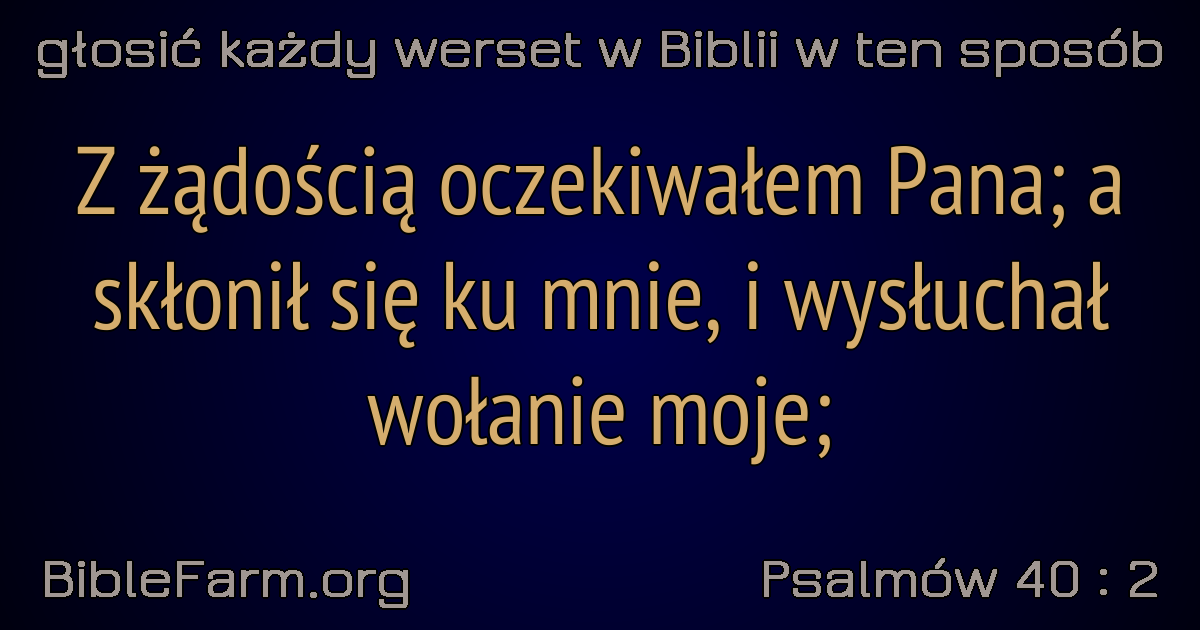 głosić każdy werset w Biblii w ten sposób
Z żądością oczekiwałem Pana; a
skłonił się ku mnie, i wysłuchał
wołanie moje;
BibleFarm.org
Psalmów 40 : 2